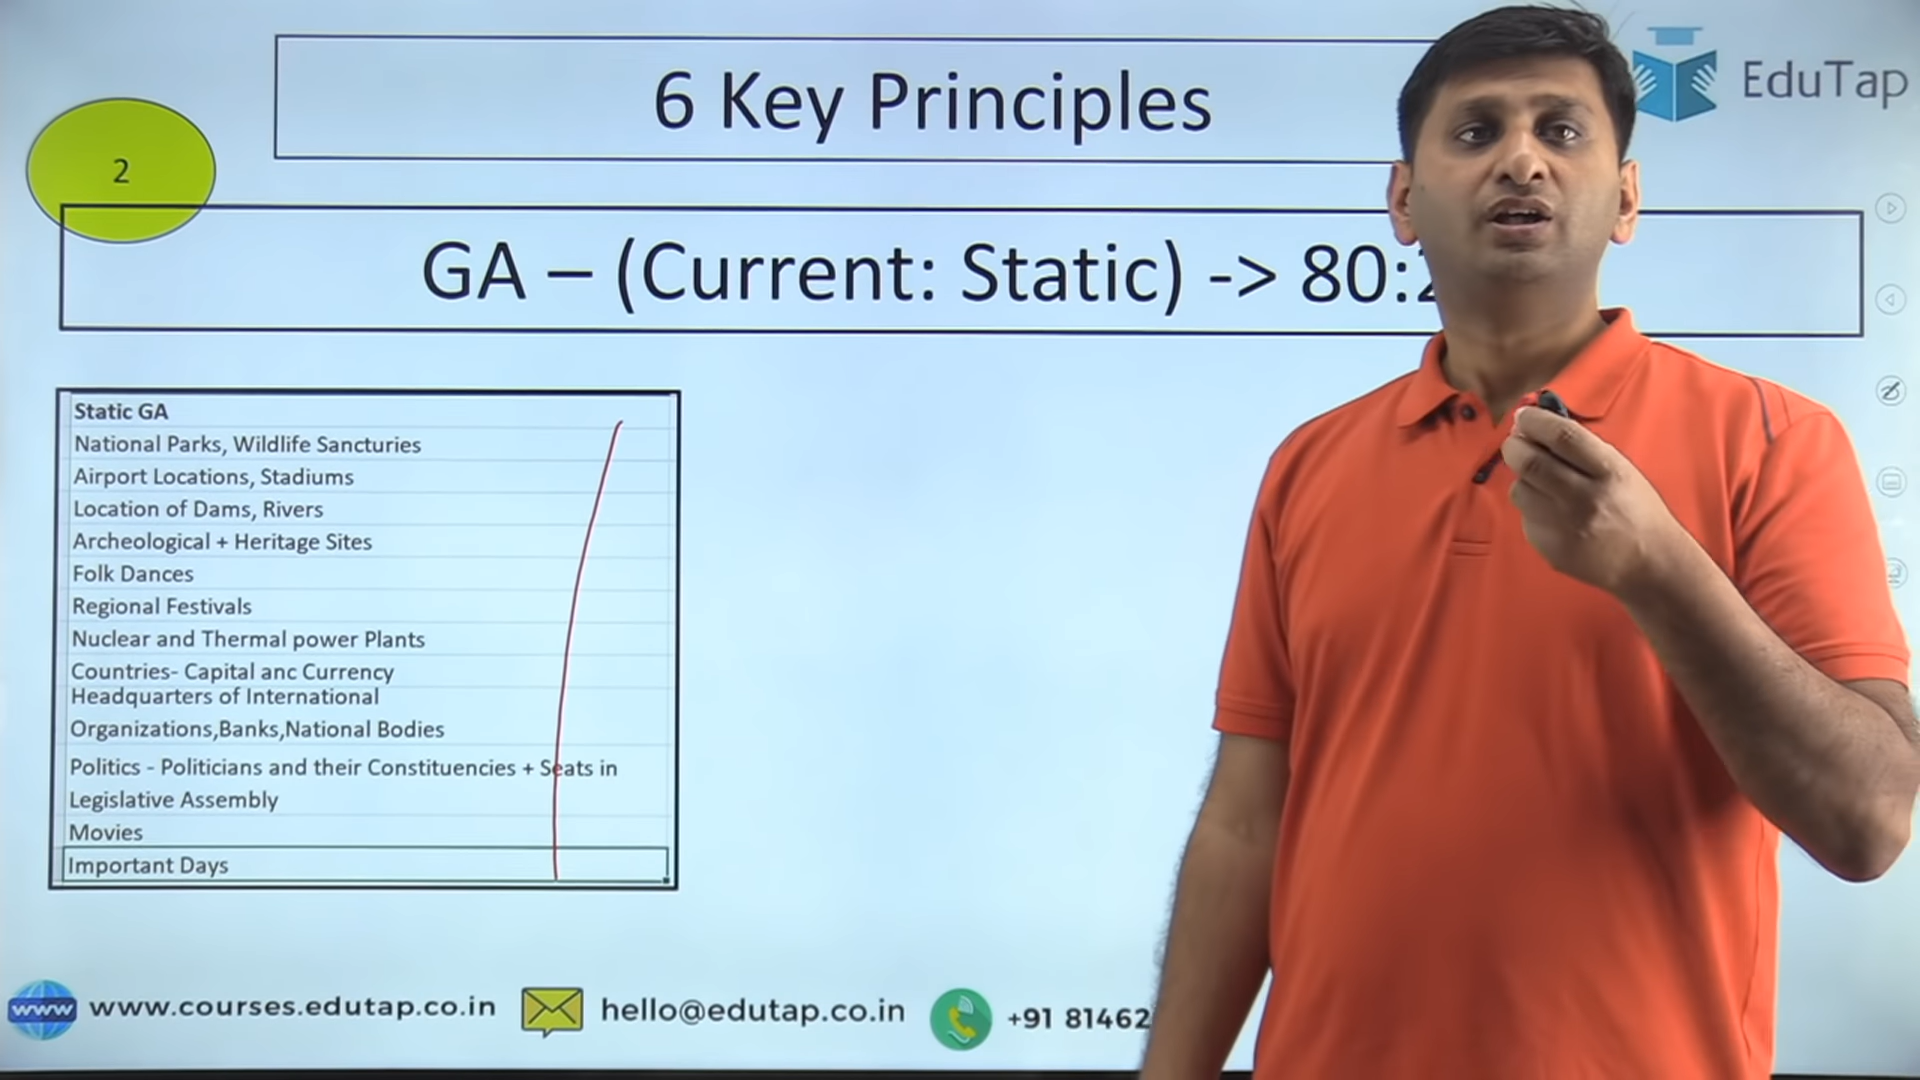 6 Key Principles
EduTap
2
GA – (Current: Static) -> 80:
Static GA
National Parks, Wildlife Sancturies
Airport Locations, Stadiums
Location of Dams, Rivers
Archeological + Heritage Sites
Folk Dances
Regional Festivals
Nuclear and Thermal power Plants
Countries- Capital anc Currency
Headquarters of International
Organizations,Banks,National Bodies
Politics - Politicians and their Constituencies + Seats in
Legislative Assembly
Movies
Important Days
www www.courses.edutap.co.in hello@edutap.co.in +91 81462